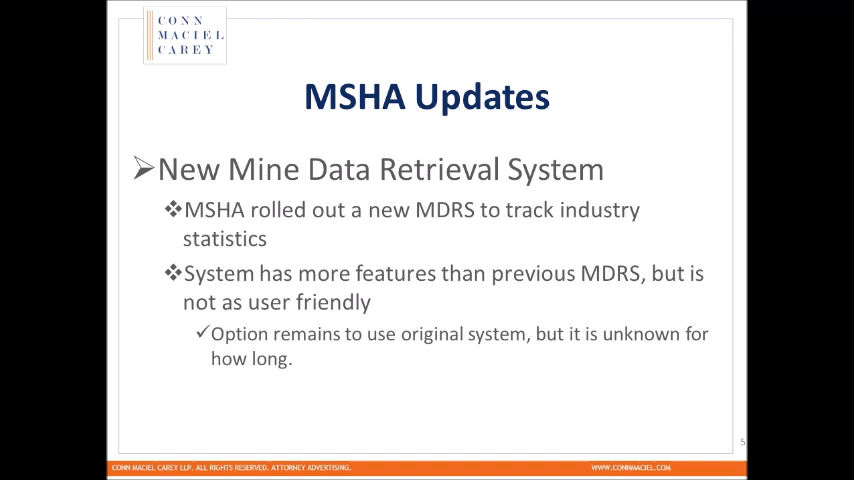 CONN
MACIEL
CAREY
MSHA Updates
New Mine Data Retrieval System
MSHA rolled out a new MDRS to track industry
statistics
System has more features than previous MDRS, but is
not as user friendly
Option remains to use original system, but it is unknown for
how long.
5
CONN MACIEL CAREY LLP. ALL RIGHTS RESERVED. ATTORNEY ADVERTISING.
WWW.CONNMACIEL.COM